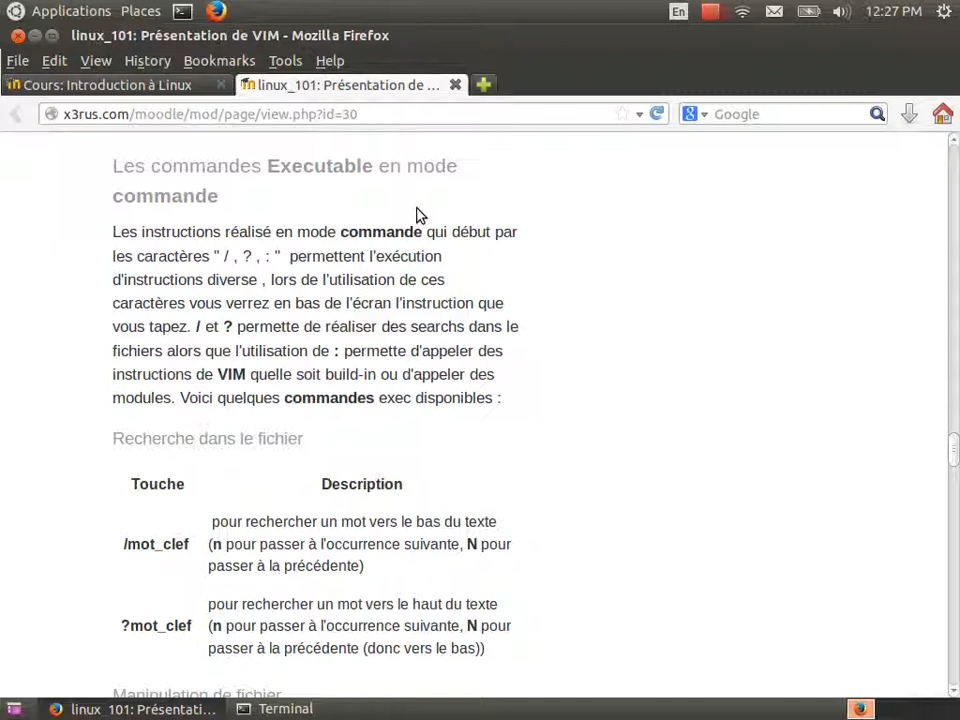 Applications Places En 12:27 PM
linux_101: Présentation de VIM - Mozilla Firefox
File Edit View History Bookmarks Tools Help
Cours: Introduction à Linux linux_101: Présentation de ...
x3rus.com/moodle/mod/page/view.php?id=30 Google
Les commandes Executable en mode
commande
Les instructions réalisé en mode commande qui début par
les caractères " / , ? , : " permettent l'exécution
d'instructions diverse , lors de l'utilisation de ces
caractères vous verrez en bas de l'écran l'instruction que
vous tapez. / et ? permette de réaliser des searchs dans le
fichiers alors que l'utilisation de : permette d'appeler des
instructions de VIM quelle soit build-in ou d'appeler des
modules. Voici quelques commandes exec disponibles :
Recherche dans le fichier
Touche Description
pour rechercher un mot vers le bas du texte
/mot_clef (n pour passer à l'occurrence suivante, N pour
passer à la précédente)
pour rechercher un mot vers le haut du texte
?mot_clef (n pour passer à l'occurrence suivante, N pour
passer à la précédente (donc vers le bas))
Manipulation de fichier
linux_101: Présentati... Terminal